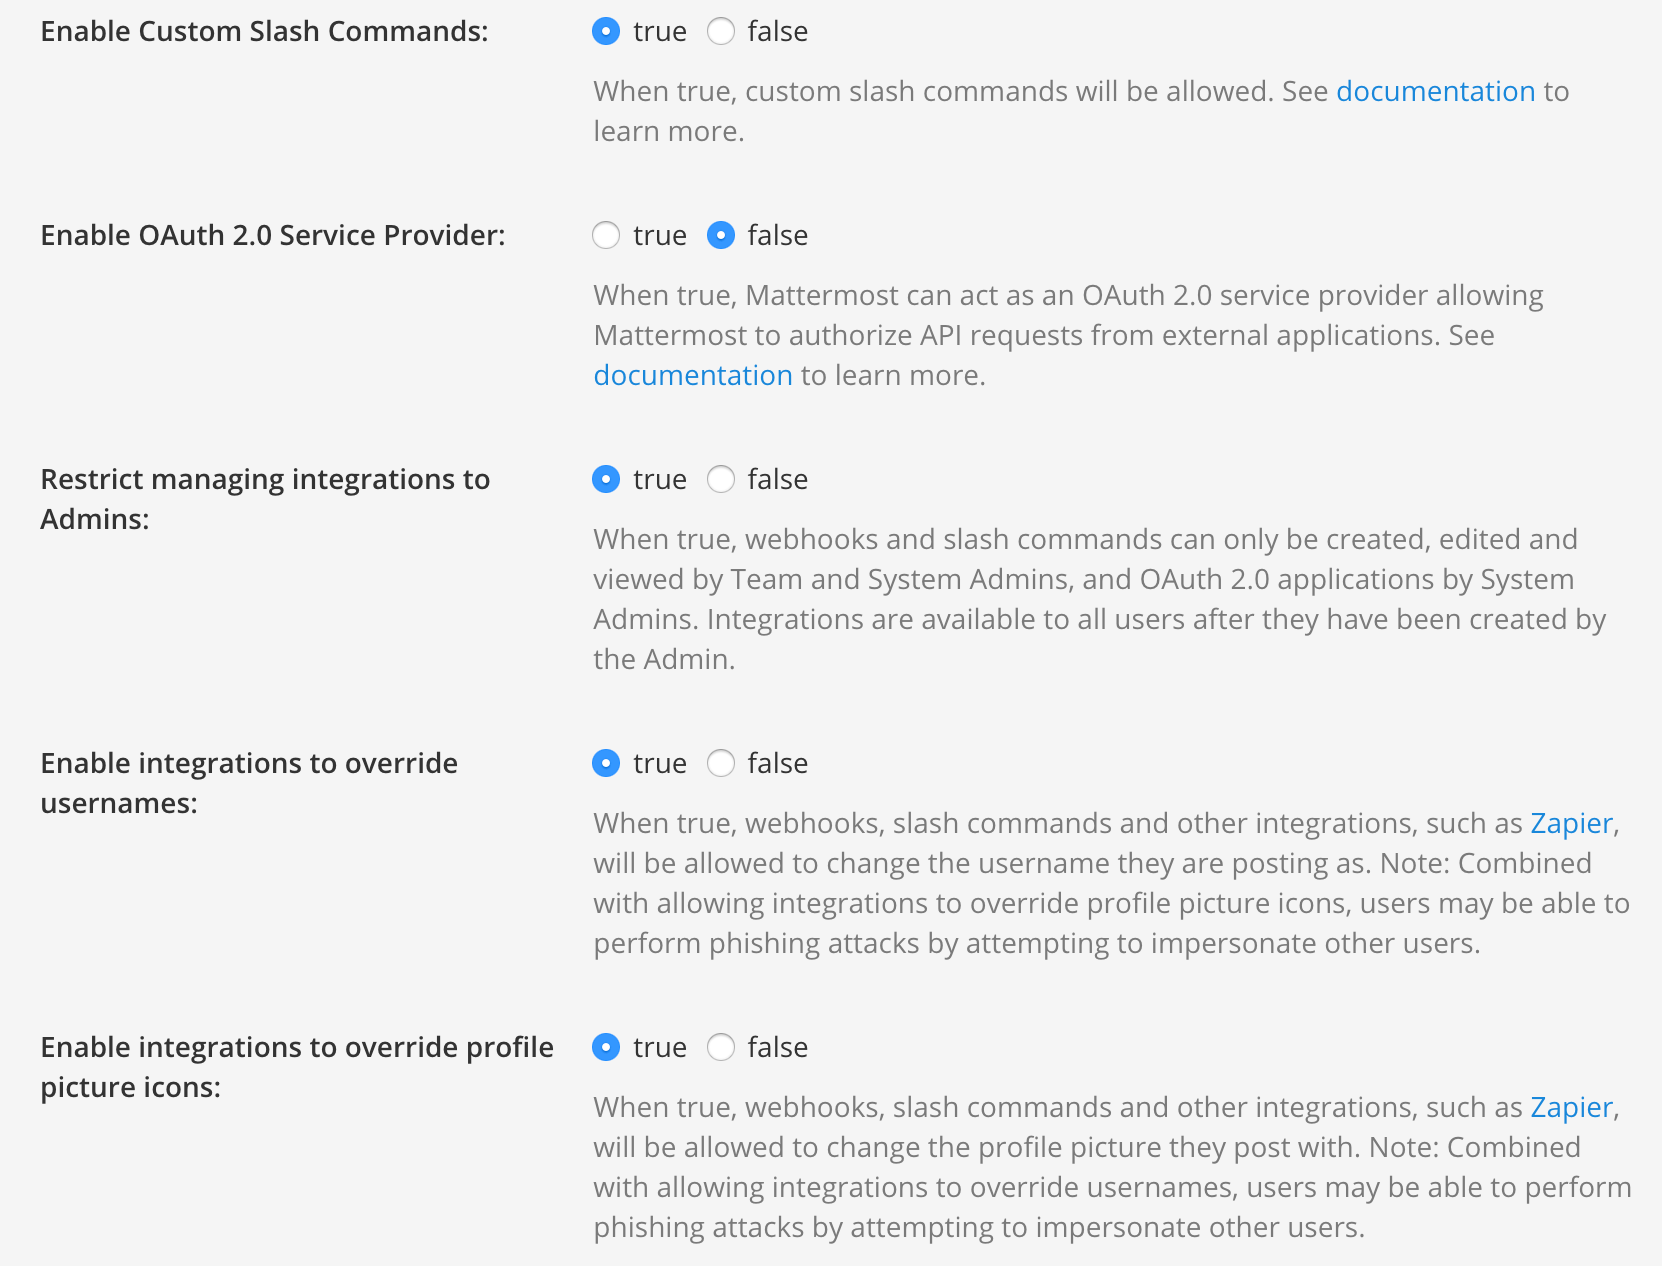 Enable Custom Slash Commands:
true false
When true, custom slash commands will be allowed. See documentation to
learn more.
Enable OAuth 2.0 Service Provider:
true false
When true, Mattermost can act as an OAuth 2.0 service provider allowing
Mattermost to authorize API requests from external applications. See
documentation to learn more.
Restrict managing integrations to
Admins:
true false
When true, webhooks and slash commands can only be created, edited and
viewed by Team and System Admins, and OAuth 2.0 applications by System
Admins. Integrations are available to all users after they have been created by
the Admin.
Enable integrations to override
usernames:
true false
When true, webhooks, slash commands and other integrations, such as Zapier,
will be allowed to change the username they are posting as. Note: Combined
with allowing integrations to override profile picture icons, users may be able to
perform phishing attacks by attempting to impersonate other users.
Enable integrations to override profile
picture icons:
true false
When true, webhooks, slash commands and other integrations, such as Zapier,
will be allowed to change the profile picture they post with. Note: Combined
with allowing integrations to override usernames, users may be able to perform
phishing attacks by attempting to impersonate other users.